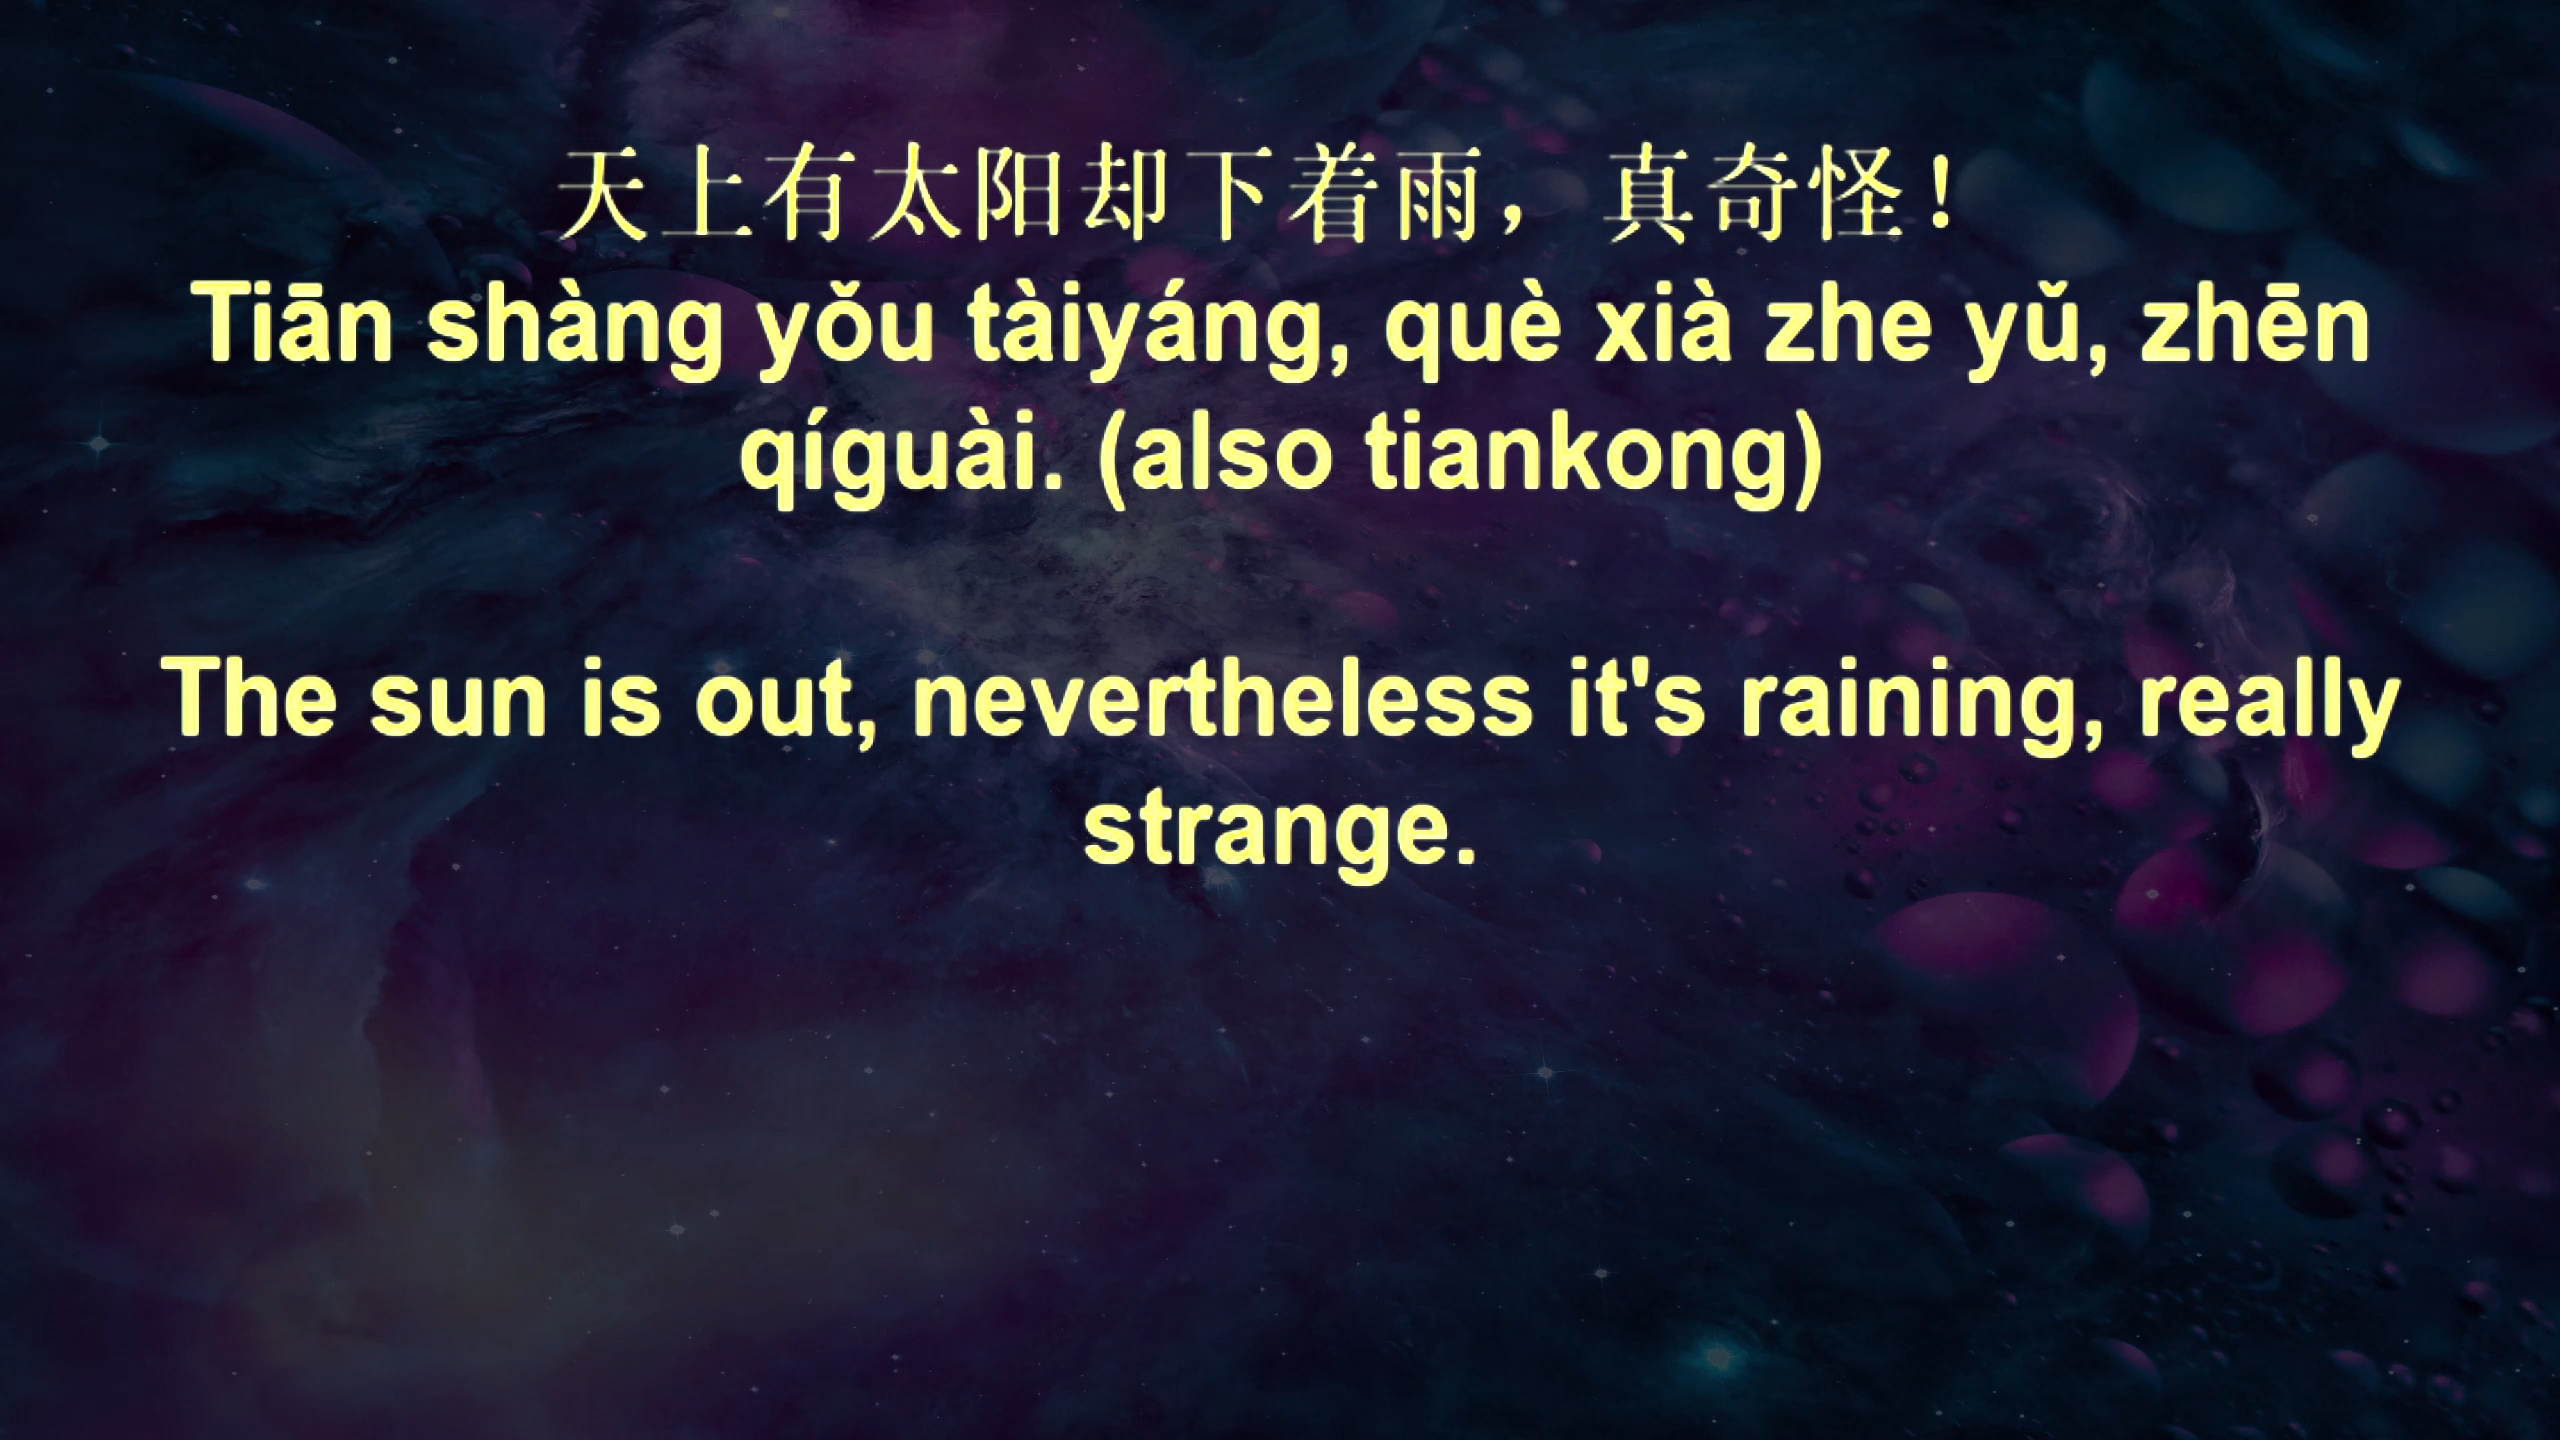 天上有太阳却下着雨，真奇怪！
Tiān shàng yǒu tàiyáng, què xià zhe yǔ, zhēn
qíguài. (also tiankong)
The sun is out, nevertheless it's raining, really
strange.